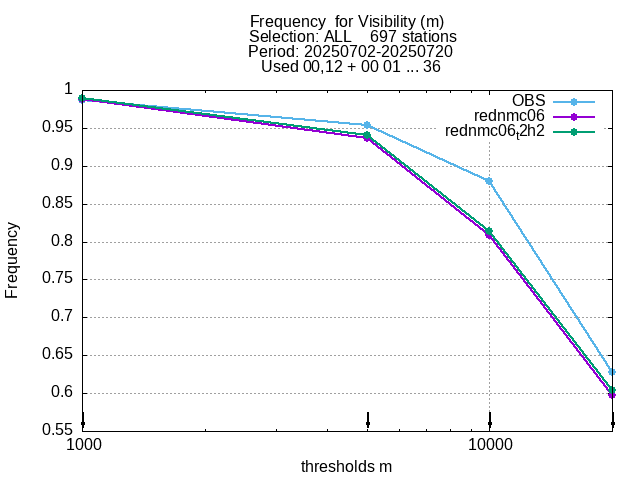 Frequency  for Visibility (m)
Selection: ALL    697 stations
Period: 20250702-20250720
Used 00,12 + 00 01 ... 36
OBS
rednmc06
rednmc06t2h2
1
0.95
0.9
0.85
0.8
0.75
0.7
0.65
0.6
0.55
Frequency
1000
10000
thresholds m